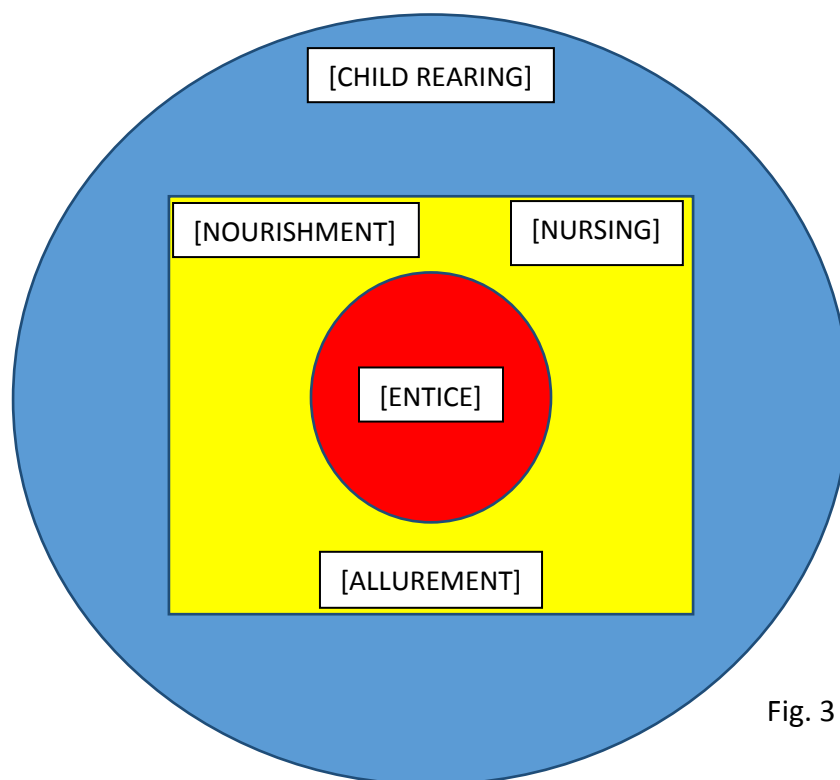 [CHILD REARING]
[NOURISHMENT]
[NURSING]
[ENTICE]
[ALLUREMENT]
Fig. 3